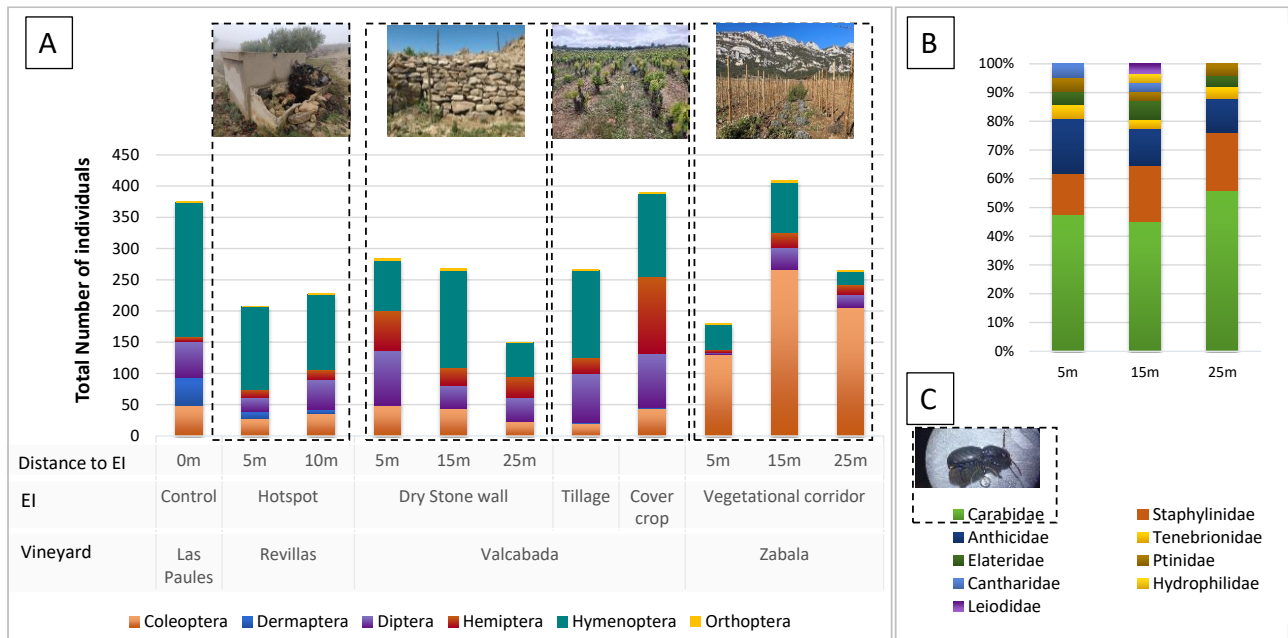 A
Total Number of individuals
450
400
350
300
250
200
150
100
50
0
Distance to EI 0m 5m 10m 5m 15m 25m 5m 15m 25m
EI Control Hotspot Dry Stone wall Tillage Cover crop Vegetational corridor
Vineyard Las Paules Revillas Valcabada Zabala
Coleoptera Dermaptera Diptera Hemiptera Hymenoptera Orthoptera
B
100%
90%
80%
70%
60%
50%
40%
30%
20%
10%
0%
5m 15m 25m
C
Carabidae Staphylinidae
Anthicidae Tenebrionidae
Elateridae Ptinidae
Cantharidae Hydrophilidae
Leiodidae